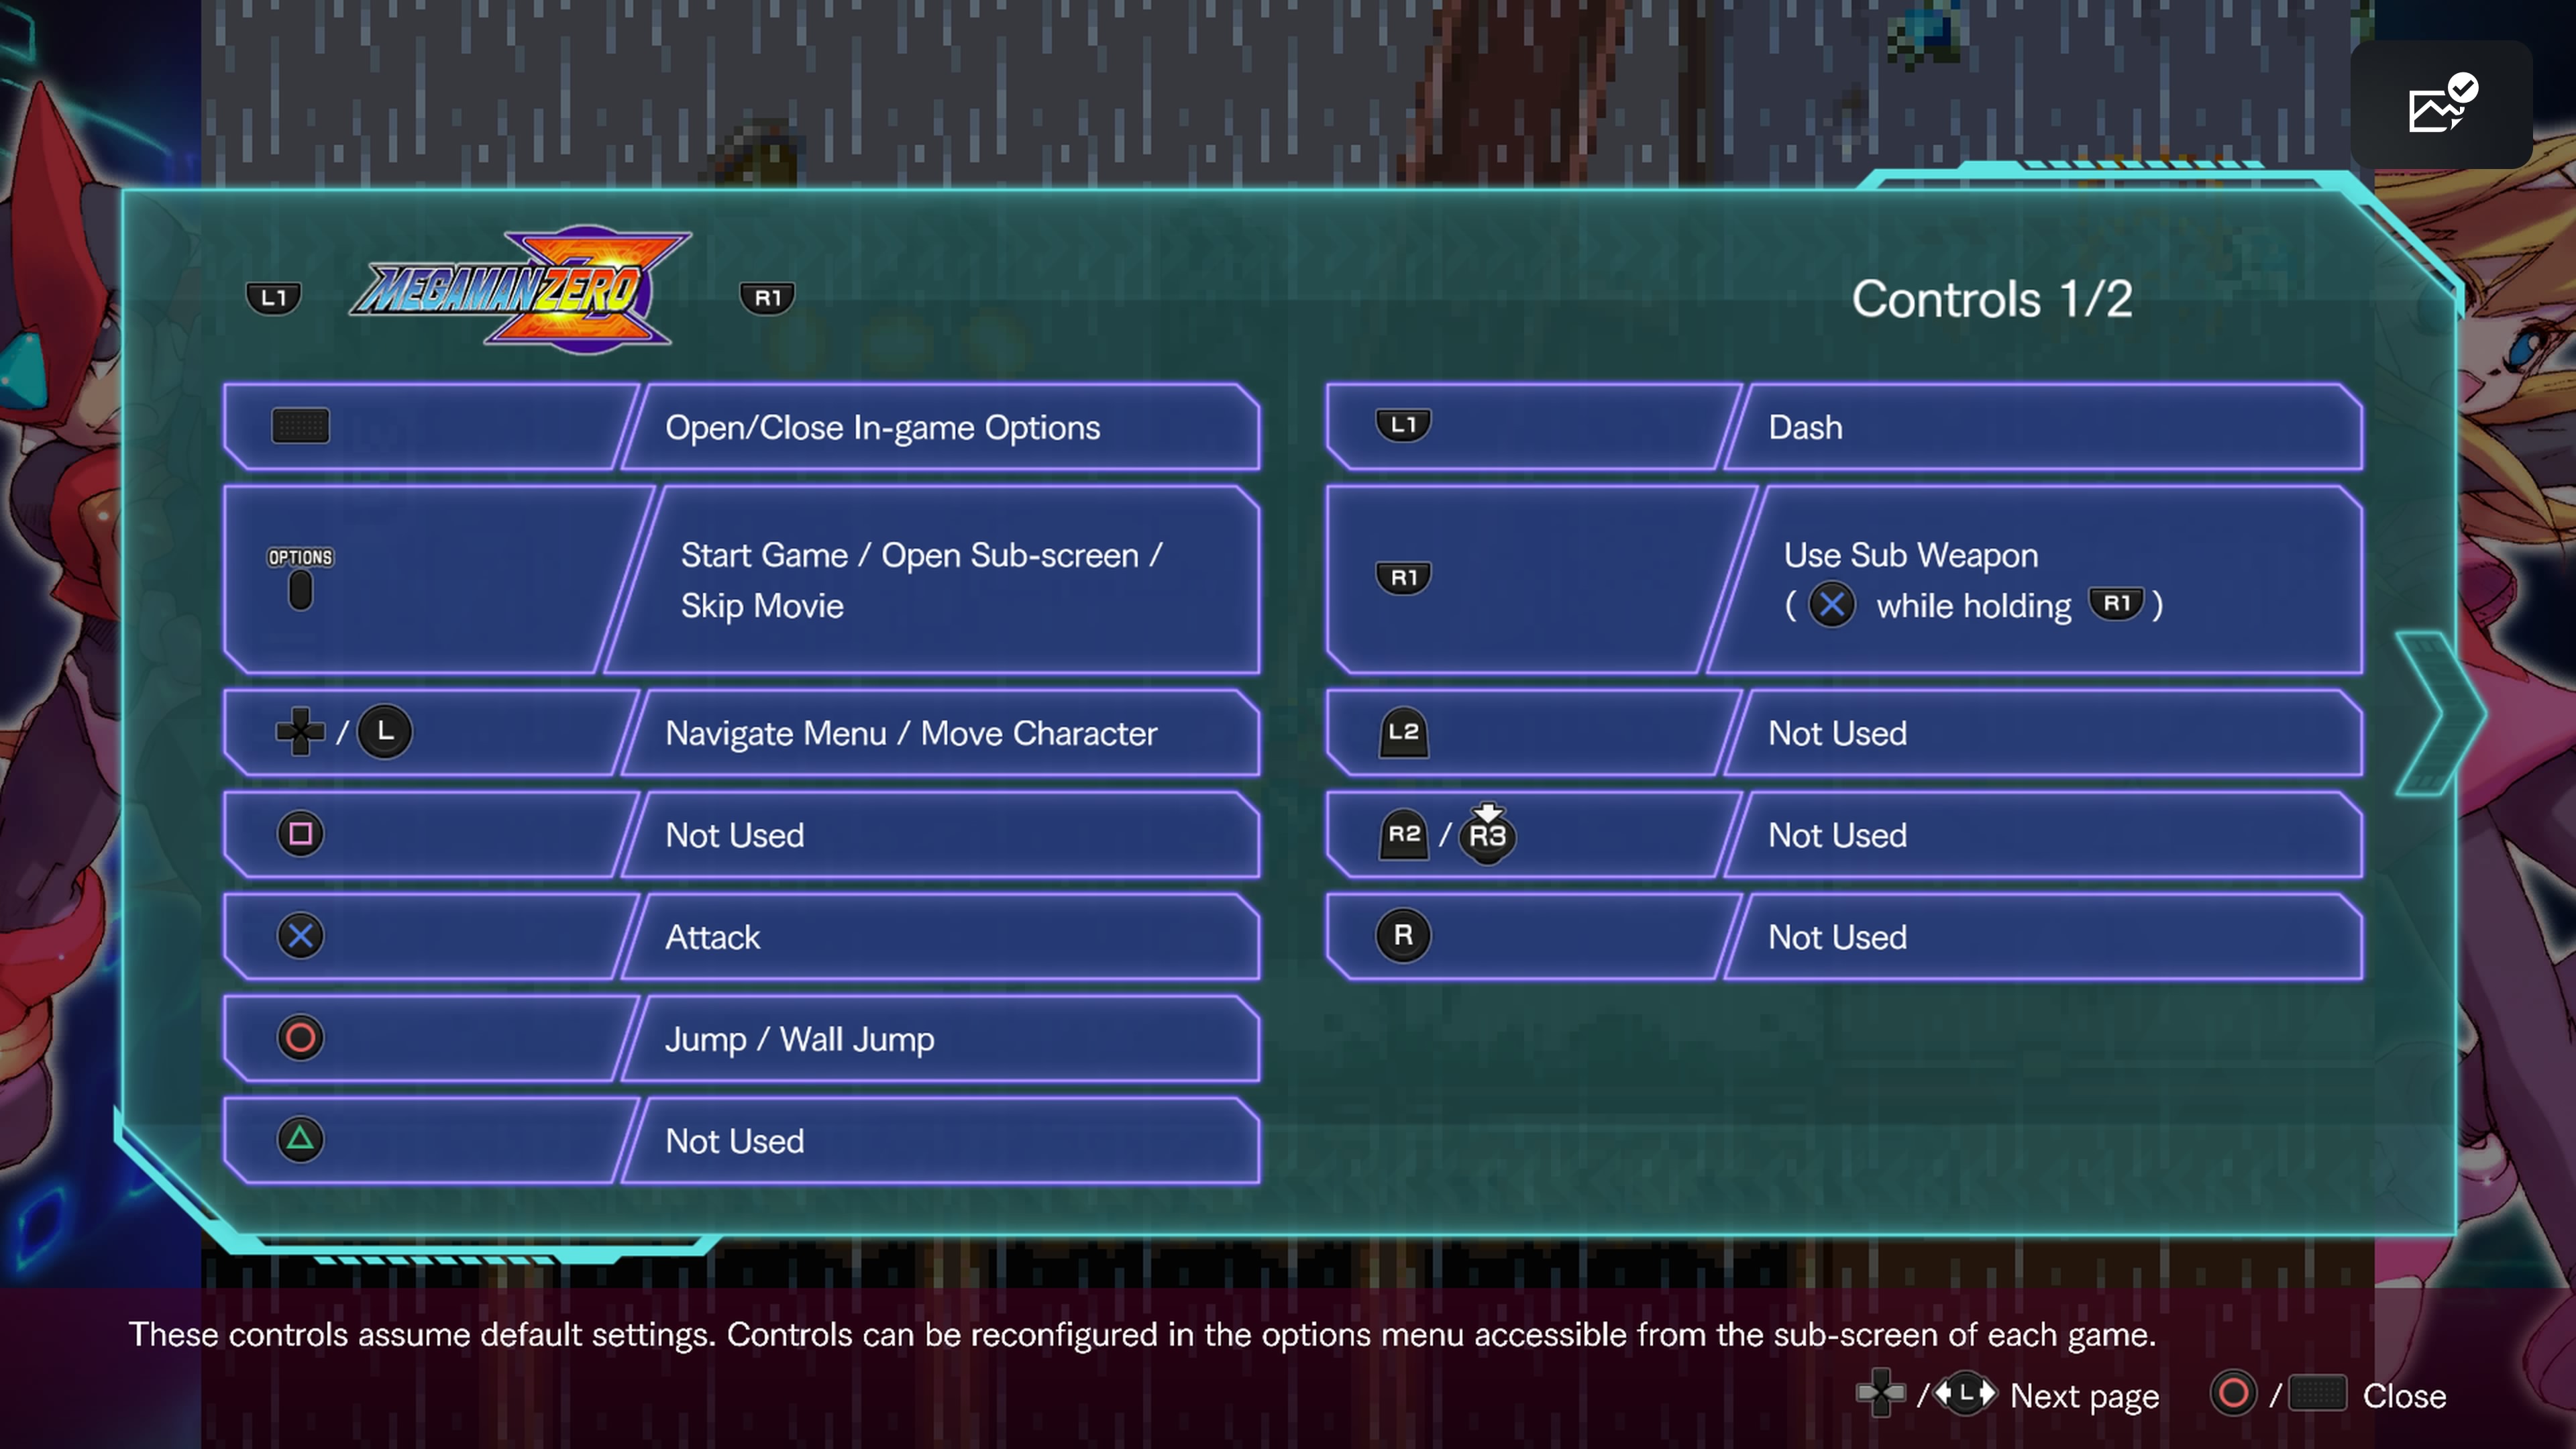 L1
MEGAMAN ZERO
R1
Controls 1/2
Open/Close In-game Options
OPTIONS
Start Game / Open Sub-screen /
Skip Movie
/ L
Navigate Menu / Move Character
Not Used
Attack
Jump / Wall Jump
Not Used
L1
Dash
R1
Use Sub Weapon
( while holding R1 )
L2
Not Used
R2 / R3
Not Used
R
Not Used
These controls assume default settings. Controls can be reconfigured in the options menu accessible from the sub-screen of each game.
/ L Next page / Close